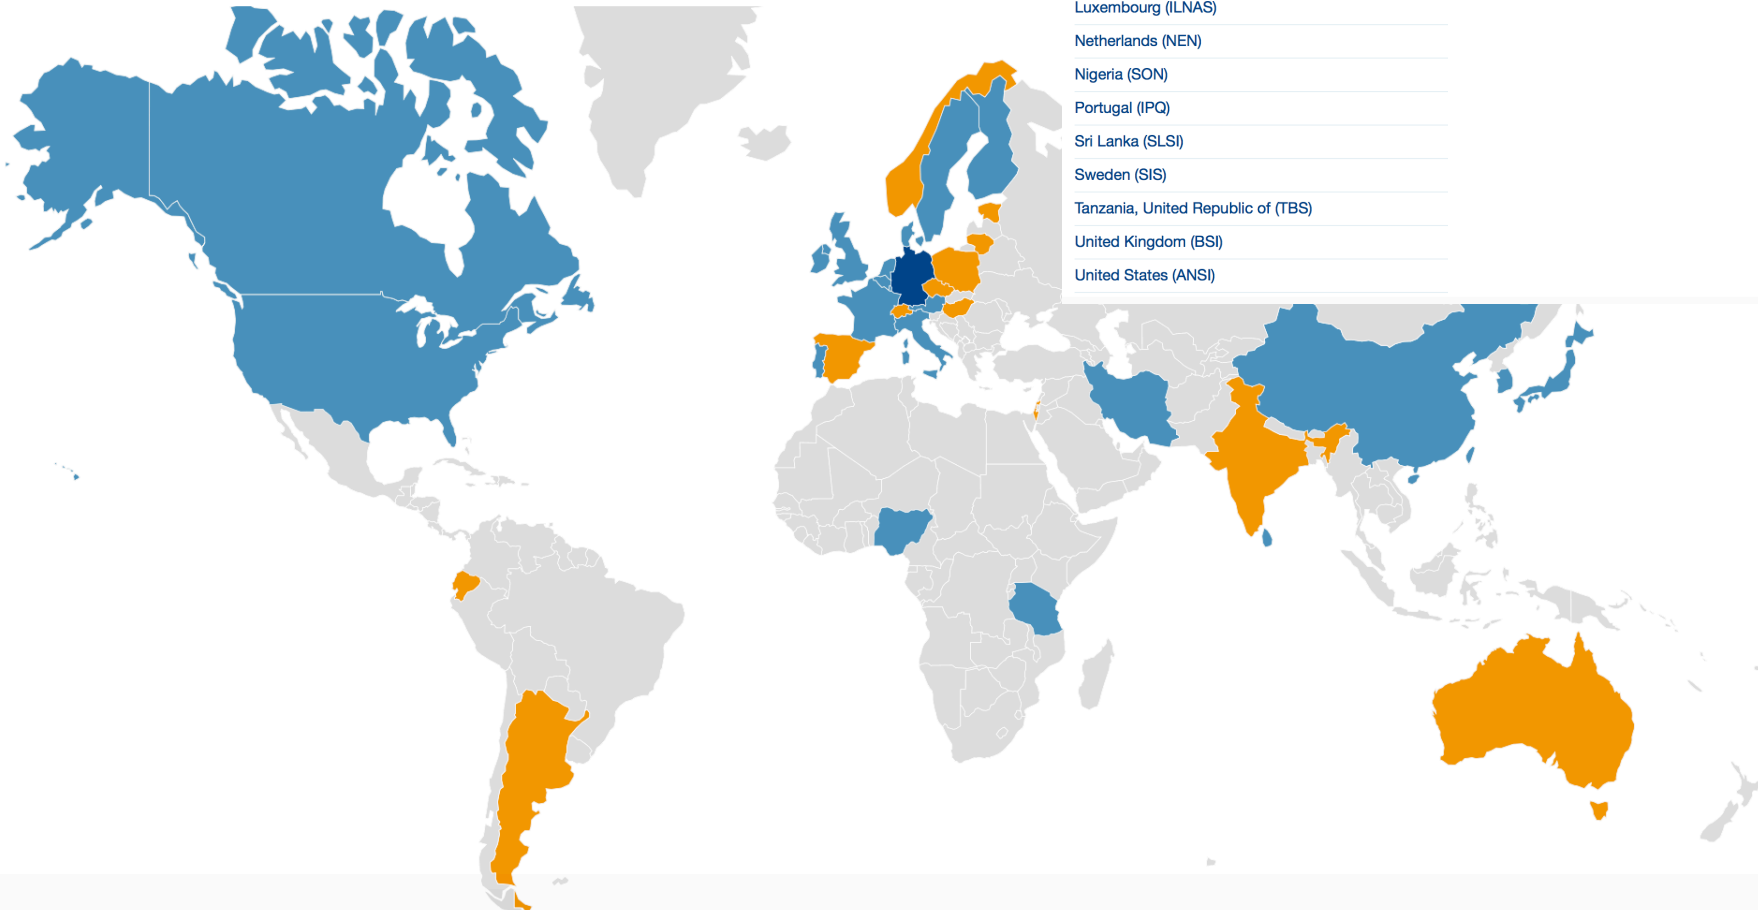 Luxembourg (ILNAS)
Netherlands (NEN)
Nigeria (SON)
Portugal (IPQ)
Sri Lanka (SLSI)
Sweden (SIS)
Tanzania, United Republic of (TBS)
United Kingdom (BSI)
United States (ANSI)